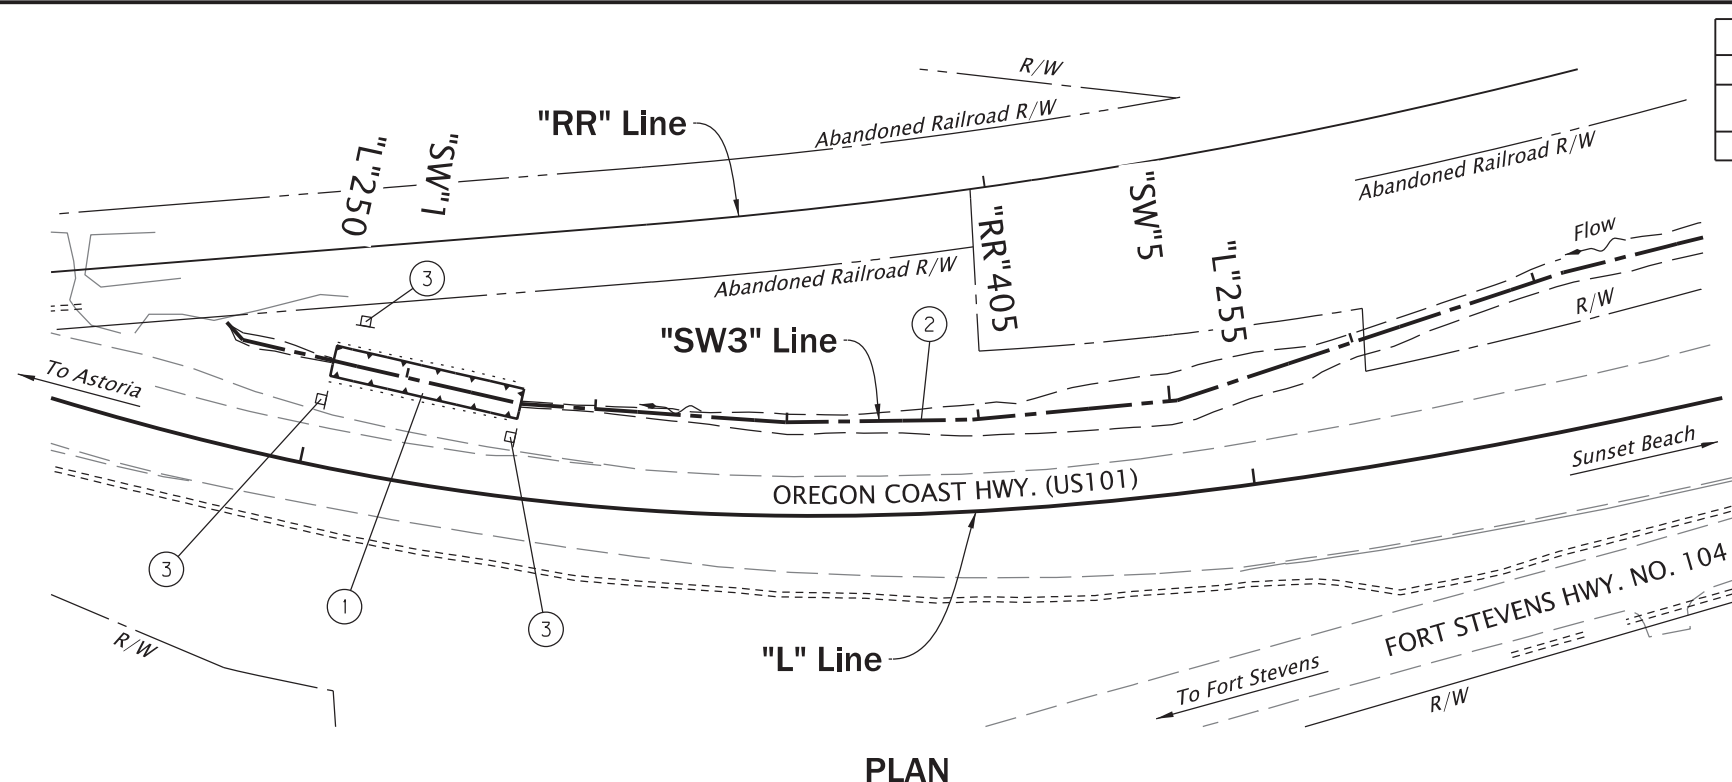 R/W
"RR" Line
Abandoned Railroad R/W
"L"250
"SW"1
Abandoned Railroad R/W
"SW"5
"RR"405
"L"255
Flow
3
Abandoned Railroad R/W
R/W
2
"SW3" Line
To Astoria
Sunset Beach
OREGON COAST HWY. (US101)
3
1
3
R/W
"L" Line
FORT STEVENS HWY. NO. 104
To Fort Stevens
R/W
PLAN